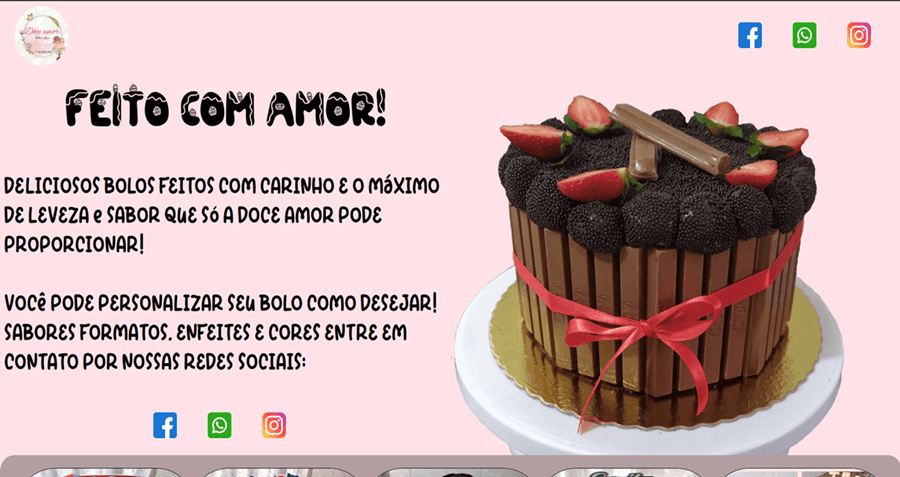 Doce amor
FEITO COM AMOR!
DELICIOSOS BOLOS FEITOS COM CARINHO E O MÁXIMO
DE LEVEZA e SABOR QUE SÓ A DOCE AMOR PODE
PROPORCIONAR!
VOCÊ PODE PERSONALIZAR SEU BOLO COMO DESEJAR!
SABORES FORMATOS, ENFEITES E CORES ENTRE EM
CONTATO POR NOSSAS REDES SOCIAIS: